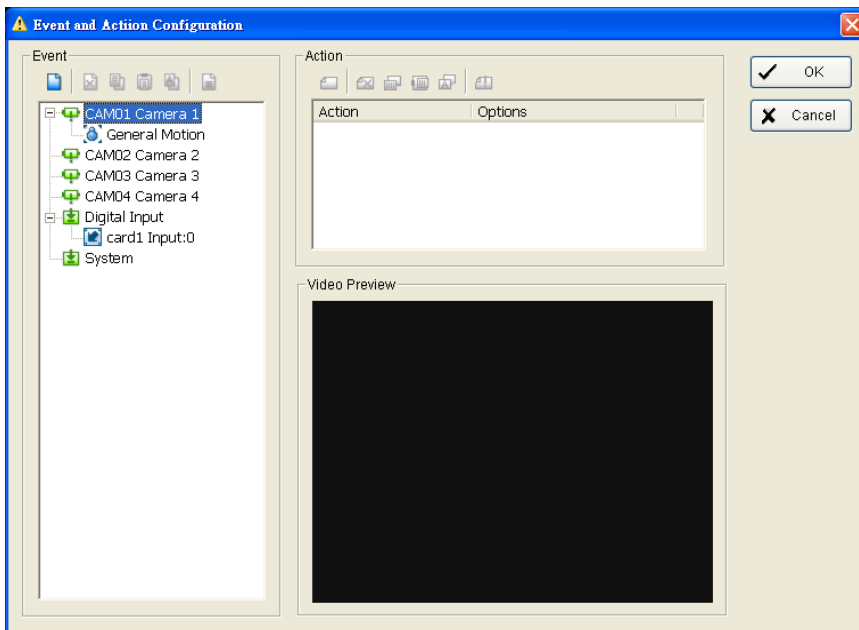 Event and Actiion Configuration
Event
CAM01 Camera 1
General Motion
CAM02 Camera 2
CAM03 Camera 3
CAM04 Camera 4
Digital Input
card1 Input:0
System
Action
Action Options
Video Preview
OK
Cancel